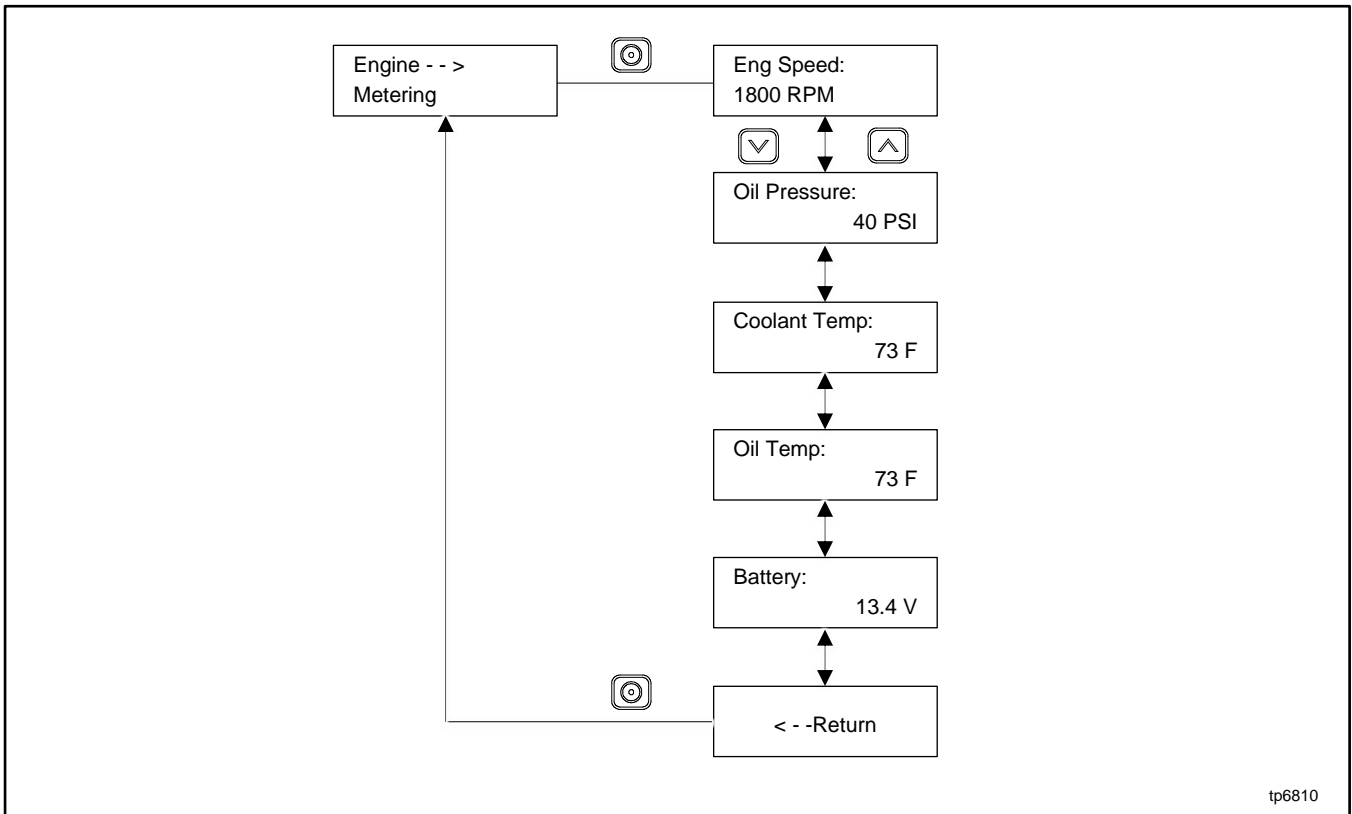 Engine - - >
Metering
Eng Speed:
1800 RPM
Oil Pressure:
40 PSI
Coolant Temp:
73 F
Oil Temp:
73 F
Battery:
13.4 V
< - -Return
tp6810